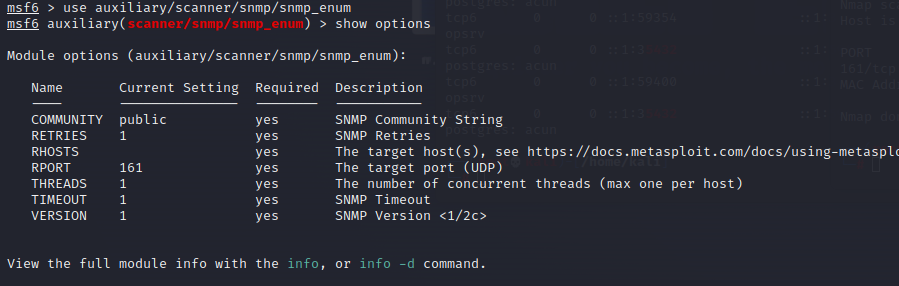 msf6 > use auxiliary/scanner/snmp/snmp_enum
msf6 auxiliary(scanner/snmp/snmp_enum) > show options
Module options (auxiliary/scanner/snmp/snmp_enum):
Name Current Setting Required Description
COMMUNITY public yes SNMP Community String
RETRIES 1 yes SNMP Retries
RHOSTS yes The target host(s), see https://docs.metasploit.com/docs/using-metasplo
RPORT 161 yes The target port (UDP)
THREADS 1 yes The number of concurrent threads (max one per host)
TIMEOUT 1 yes SNMP Timeout
VERSION 1 yes SNMP Version <1/2c>
View the full module info with the info, or info -d command.